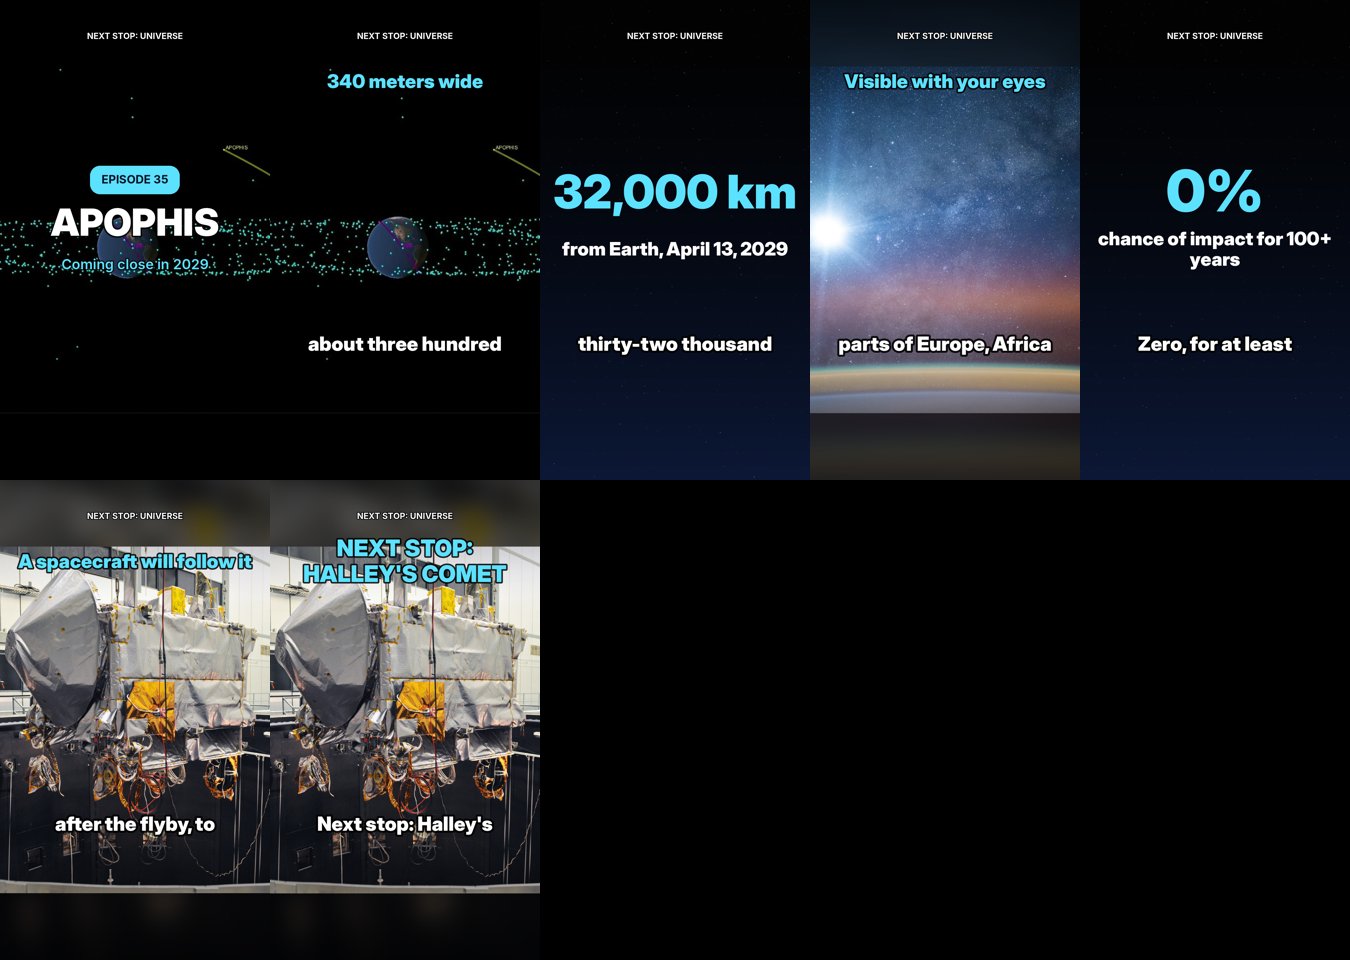 NEXT STOP: UNIVERSE
EPISODE 35
APOPHIS
Coming close in 2029
APOPHIS
NEXT STOP: UNIVERSE
340 meters wide
APOPHIS
about three hundred
NEXT STOP: UNIVERSE
32,000 km
from Earth, April 13, 2029
thirty-two thousand
NEXT STOP: UNIVERSE
Visible with your eyes
parts of Europe, Africa
NEXT STOP: UNIVERSE
0%
chance of impact for 100+
years
Zero, for at least
NEXT STOP: UNIVERSE
A spacecraft will follow it
after the flyby, to
NEXT STOP: UNIVERSE
NEXT STOP:
HALLEY'S COMET
Next stop: Halley's